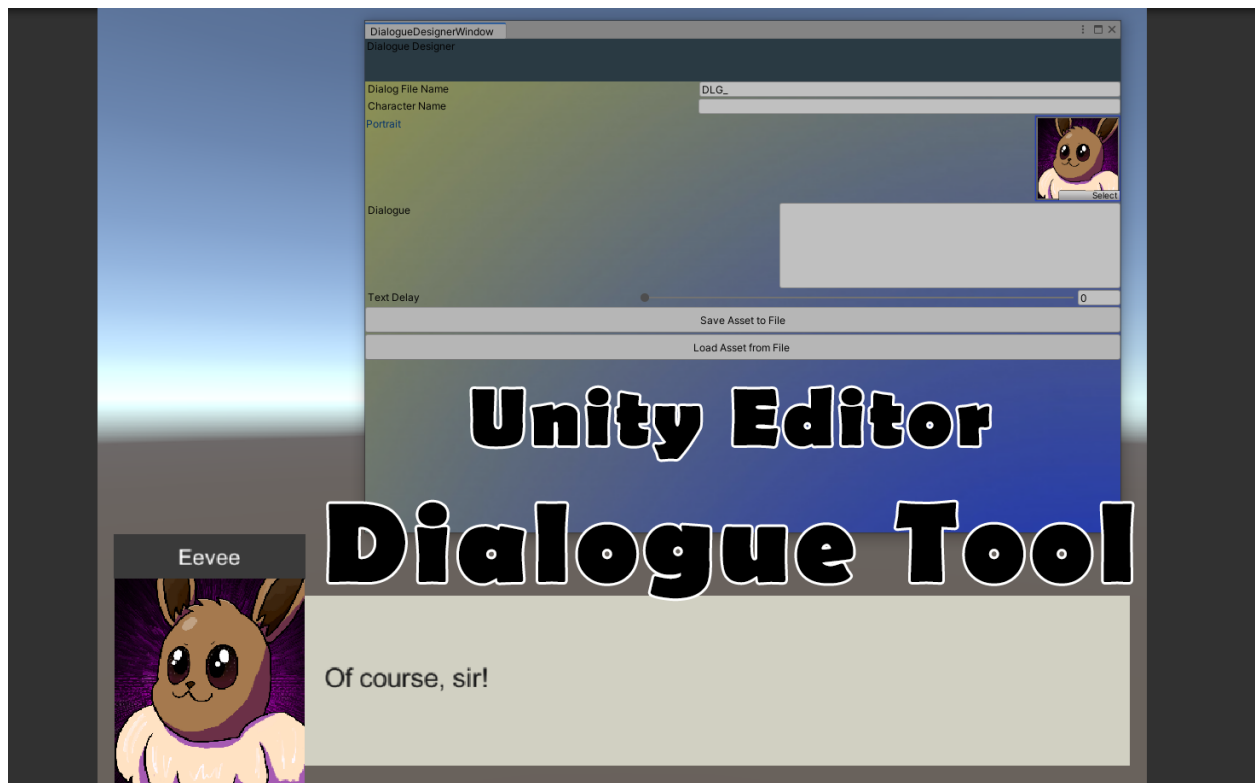 DialogueDesignerWindow
Dialogue Designer
Dialog File Name DLG_
Character Name
Portrait
Select
Dialogue
Text Delay 0
Save Asset to File
Load Asset from File
Unity Editor
Dialogue Tool
Eevee
Of course, sir!